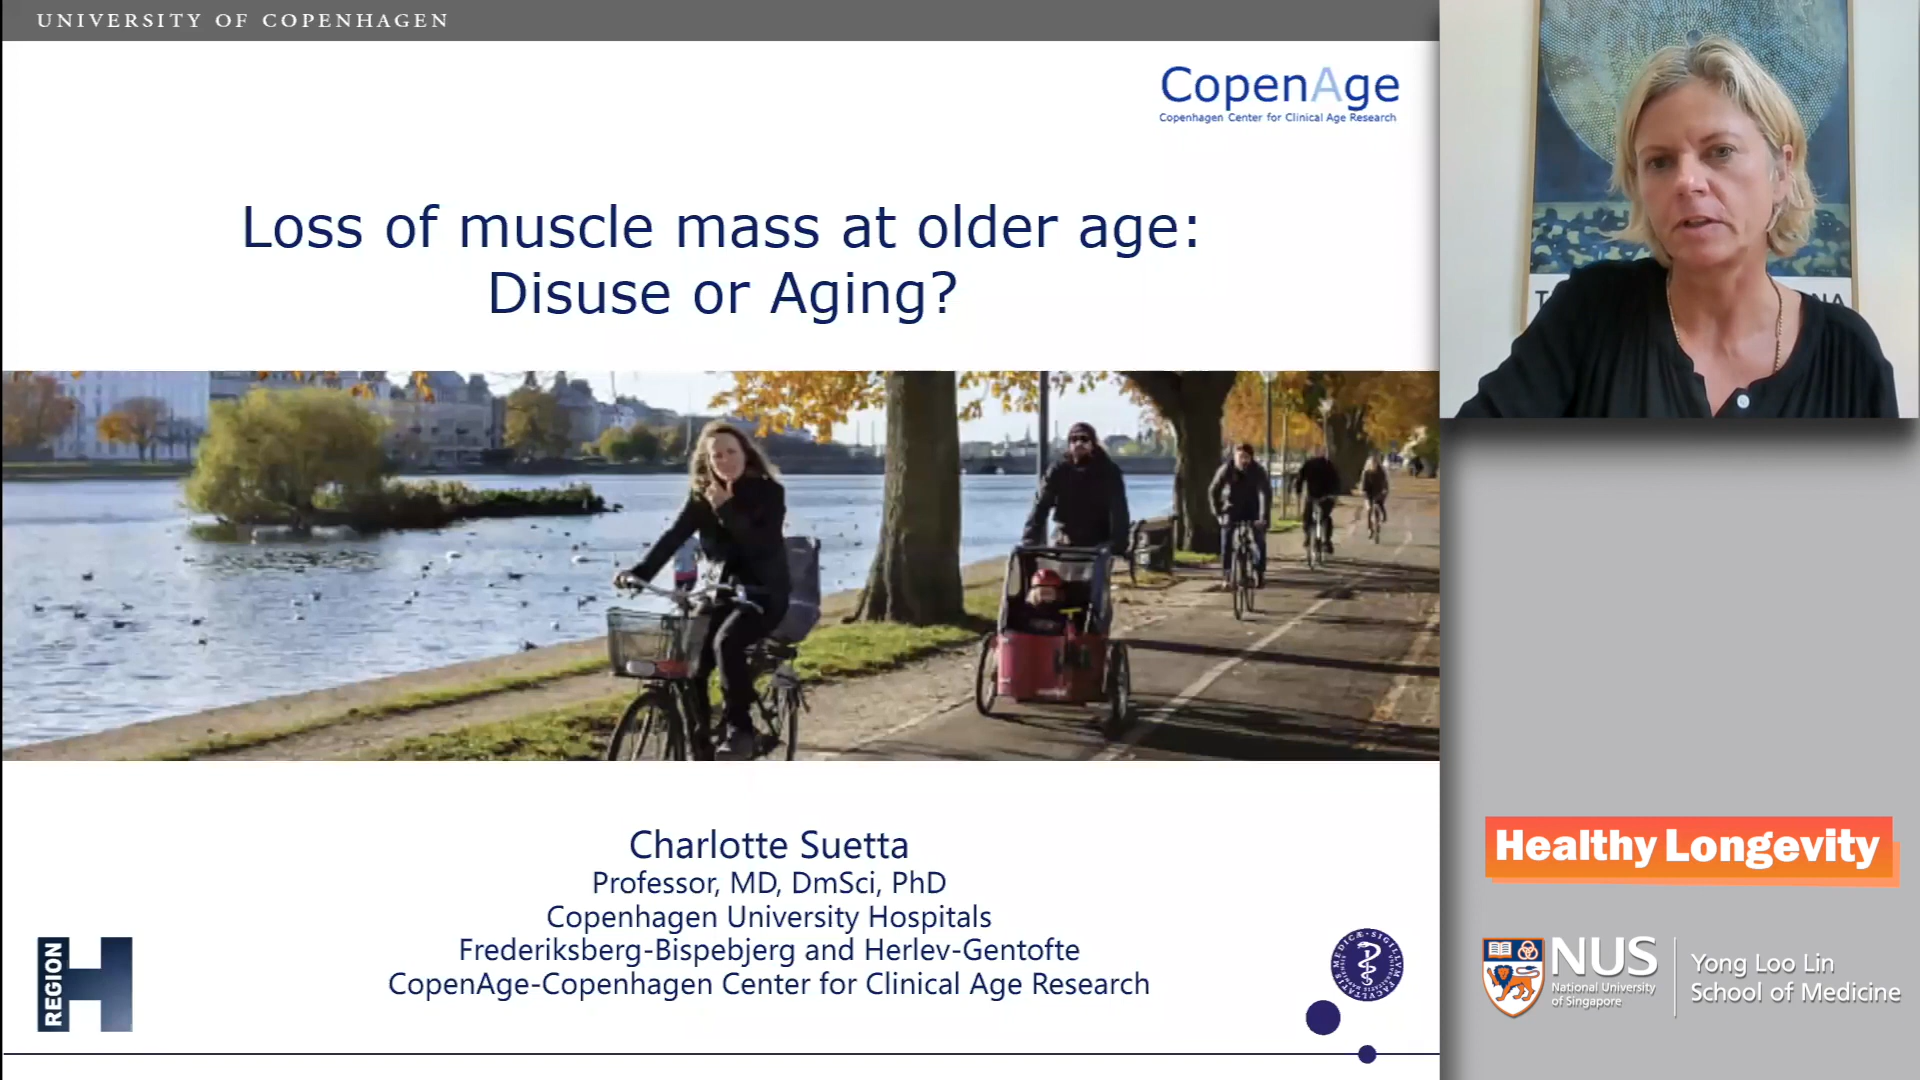 UNIVERSITY OF COPENHAGEN
CopenAge
Copenhagen Center for Clinical Age Research
Loss of muscle mass at older age:
Disuse or Aging?
Charlotte Suetta
Professor, MD, DmSci, PhD
Copenhagen University Hospitals
Frederiksberg-Bispebjerg and Herlev-Gentofte
CopenAge-Copenhagen Center for Clinical Age Research
REGION H
Healthy Longevity
NUS
National University
of Singapore
Yong Loo Lin
School of Medicine